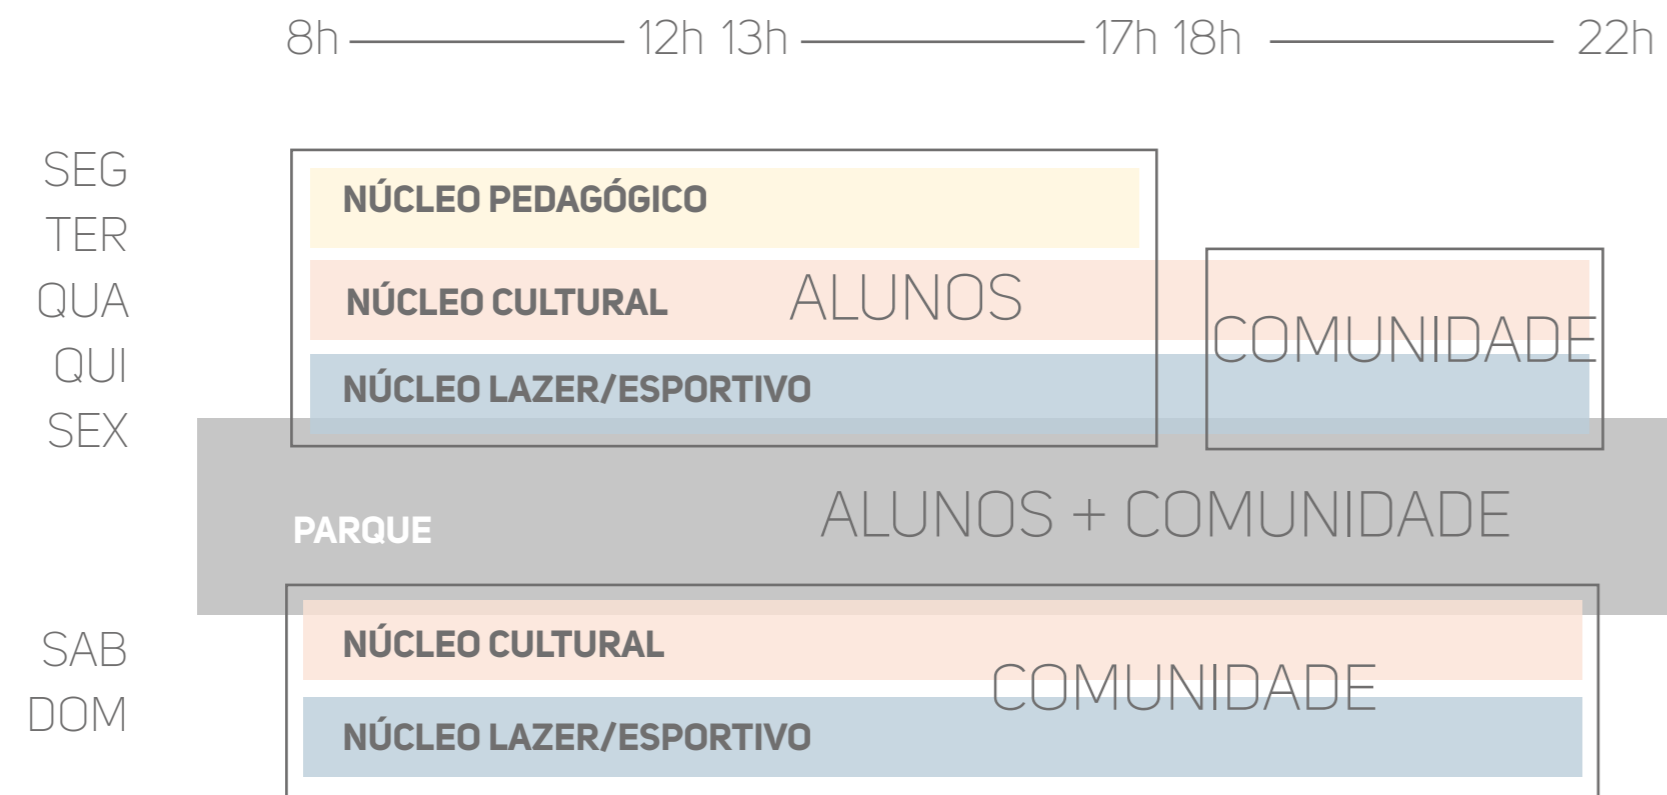 8h 12h 13h 17h 18h 22h
SEG
NÚCLEO PEDAGÓGICO
TER
QUA
NÚCLEO CULTURAL
ALUNOS
COMUNIDADE
QUI
NÚCLEO LAZER/ESPORTIVO
SEX
PARQUE
ALUNOS + COMUNIDADE
SAB
NÚCLEO CULTURAL
COMUNIDADE
DOM
NÚCLEO LAZER/ESPORTIVO